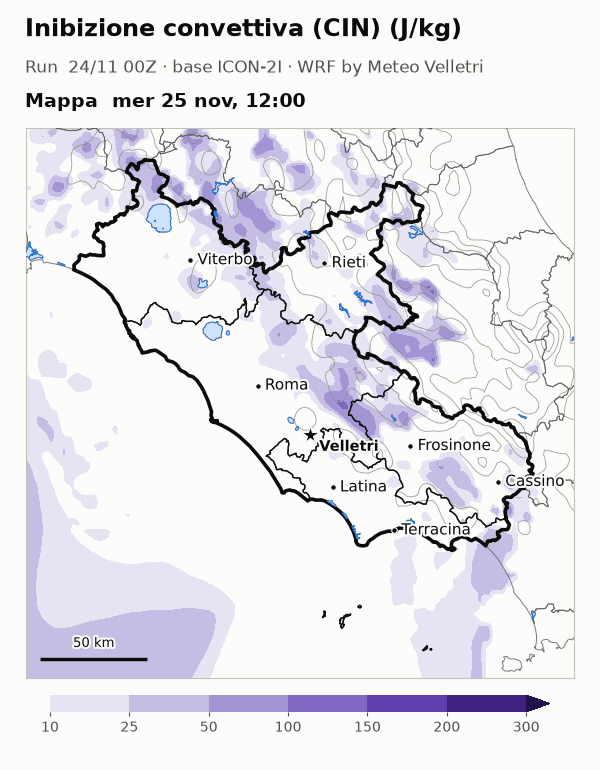 Inibizione convettiva (CIN) (J/kg)
Run  24/11 00Z · base ICON-2I · WRF by Meteo Velletri
Mappa  mer 25 nov, 12:00
Viterbo
Rieti
Roma
Velletri
Frosinone
Cassino
Latina
Terracina
50 km
10 25 50 100 150 200 300